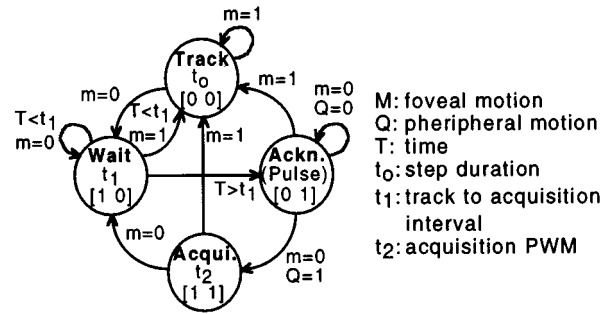 m=1
Track
to
[0 0]
m=0
T<t1
m=1
m=1
m=0
Q=0
T<t1
m=0
Wait
t1
[1 0]
m=1
Ackn.
(Pulse)
[0 1]
T>t1
m=0
Acqui.
t2
[1 1]
m=0
Q=1
M: foveal motion
Q: pheripheral motion
T: time
to: step duration
t1: track to acquisition
interval
t2: acquisition PWM